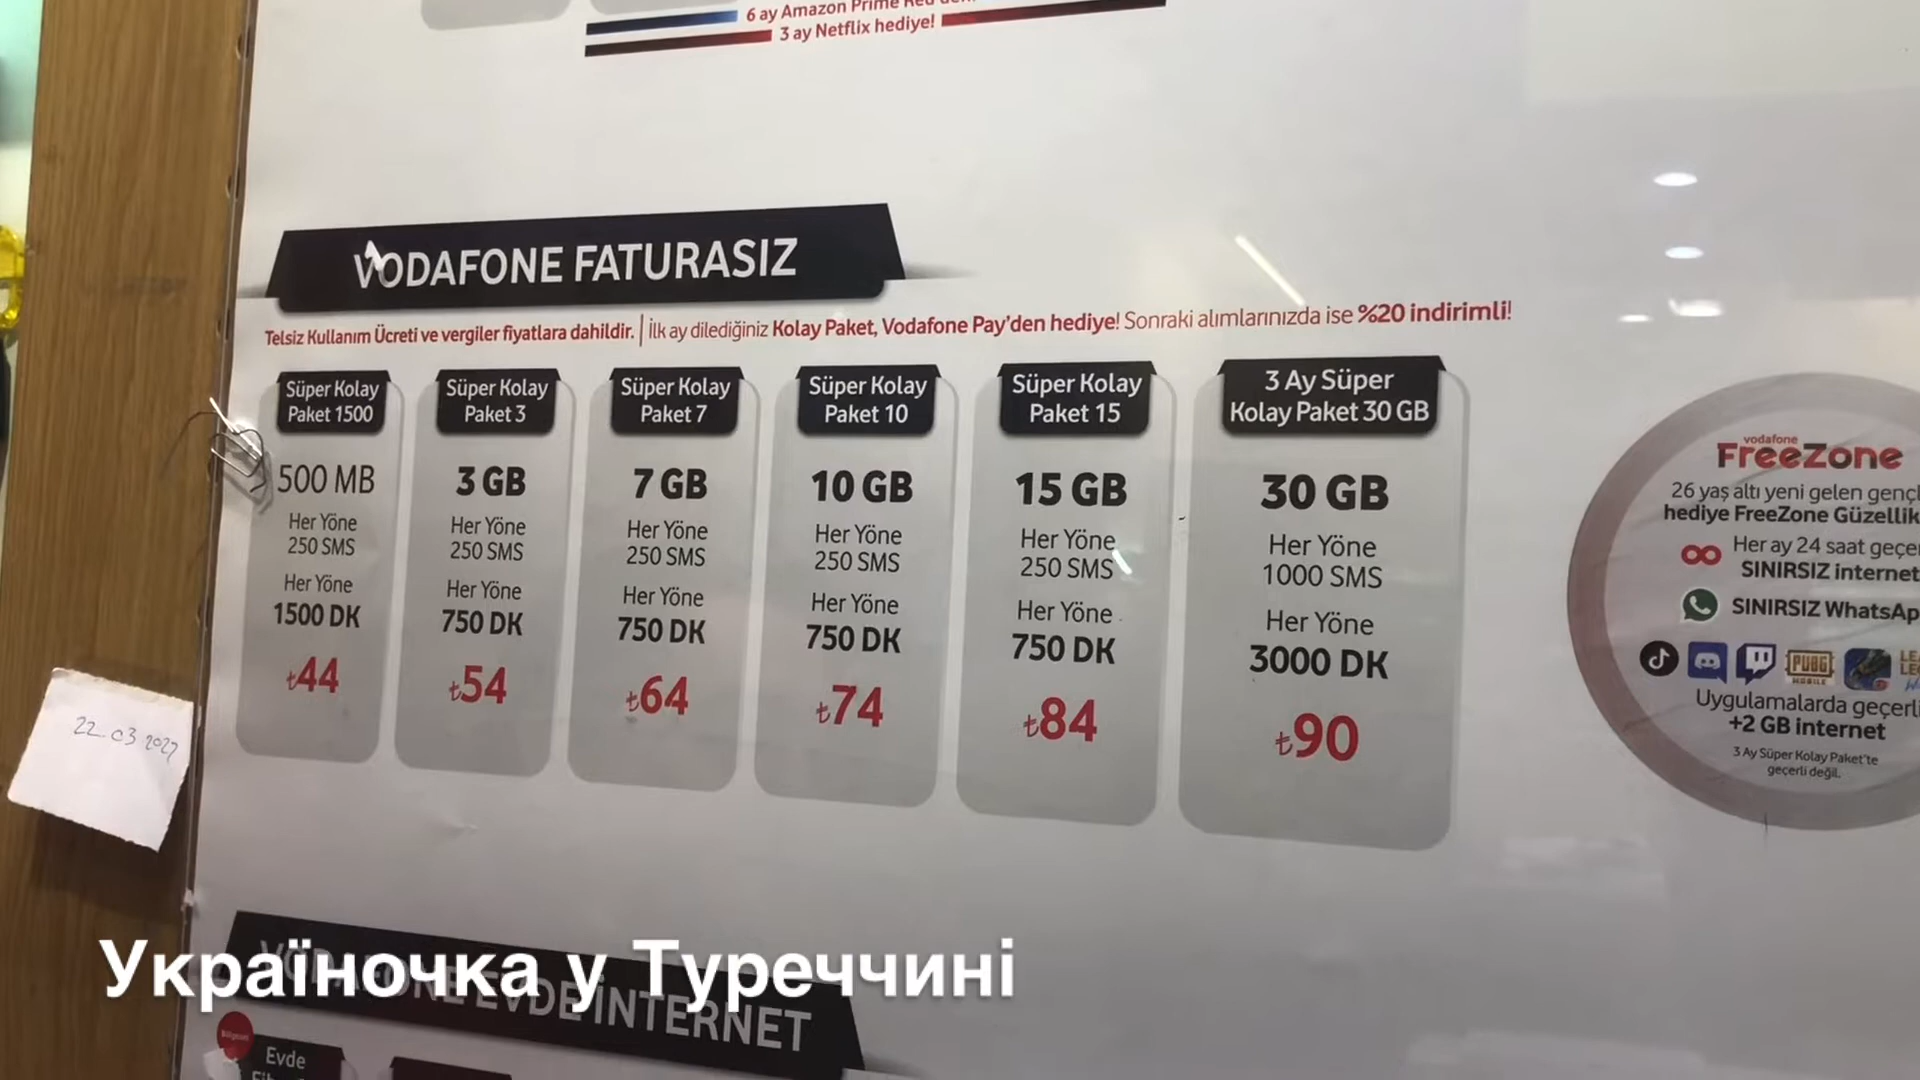 6 ay Amazon Prime
3 ay Netflix hediye!
VODAFONE FATURASIZ
Telsiz Kullanım Ücreti ve vergiler fiyatlara dahildir. | İlk ay dilediğiniz Kolay Paket, Vodafone Pay'den hediye! Sonraki alımlarınızda ise %20 indirimli!
Süper Kolay
Paket 1500
500 MB
Her Yöne
250 SMS
Her Yöne
1500 DK
₺44
Süper Kolay
Paket 3
3 GB
Her Yöne
250 SMS
Her Yöne
750 DK
₺54
Süper Kolay
Paket 7
7 GB
Her Yöne
250 SMS
Her Yöne
750 DK
₺64
Süper Kolay
Paket 10
10 GB
Her Yöne
250 SMS
Her Yöne
750 DK
₺74
Süper Kolay
Paket 15
15 GB
Her Yöne
250 SMS
Her Yöne
750 DK
₺84
3 Ay Süper
Kolay Paket 30 GB
30 GB
Her Yöne
1000 SMS
Her Yöne
3000 DK
₺90
vodafone
FreeZone
26 yaş altı yeni gelen
hediye FreeZone Güzellik
Her ay 24 saat
SINIRSIZ internet
SINIRSIZ WhatsAp
PUBG
MOBILE
Uygulamalarda
+2 GB internet
3 Ay Süper Kolay Paket'te
geçerli değil.
22.03 2022
VODAFONE EVDE İNTERNET
Українoчка у Туреччині
Evde